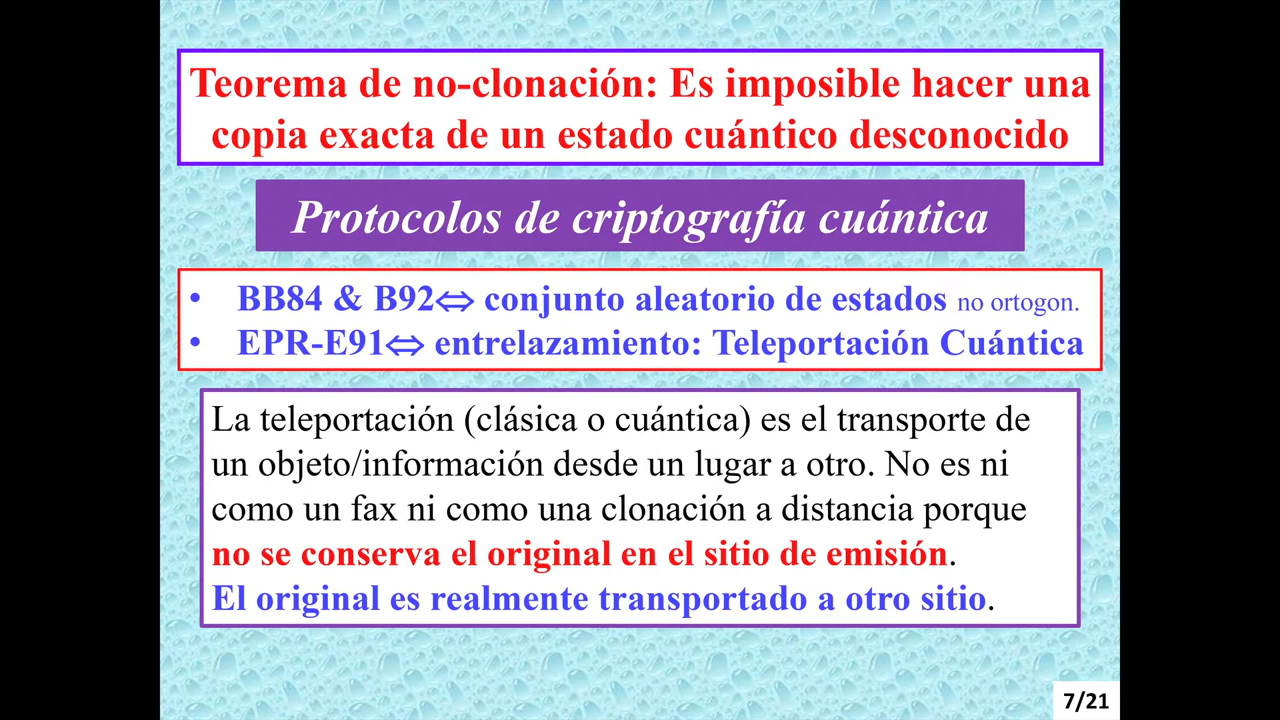 Teorema de no-clonación: Es imposible hacer una
copia exacta de un estado cuántico desconocido
Protocolos de criptografía cuántica
• BB84 & B92⇔ conjunto aleatorio de estados no ortogon.
• EPR-E91⇔ entrelazamiento: Teleportación Cuántica
La teleportación (clásica o cuántica) es el transporte de
un objeto/información desde un lugar a otro. No es ni
como un fax ni como una clonación a distancia porque
no se conserva el original en el sitio de emisión.
El original es realmente transportado a otro sitio.
7/21